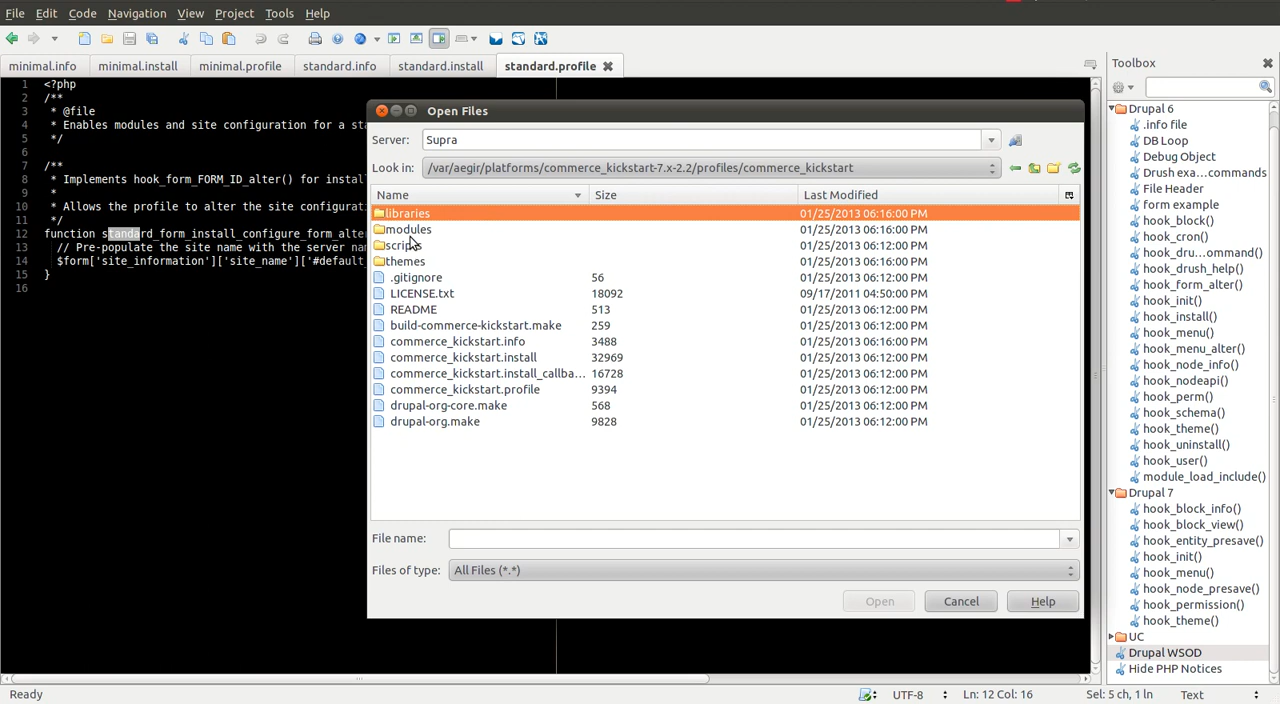 File Edit Code Navigation View Project Tools Help
minimal.info minimal.install minimal.profile standard.info standard.install standard.profile
Toolbox
1 <?php
2 /**
3 * @file
4 * Enables modules and site configuration for a sta
5 */
6
7 /**
8 * Implements hook_form_FORM_ID_alter() for instal
9 *
10 * Allows the profile to alter the site configurat
11 */
12 function standard_form_install_configure_form_alte
13 // Pre-populate the site name with the server nam
14 $form['site_information']['site_name']['#default
15 }
16
Open Files
Server: Supra
Look in: /var/aegir/platforms/commerce_kickstart-7.x-2.2/profiles/commerce_kickstart
Name Size Last Modified
libraries 01/25/2013 06:16:00 PM
modules 01/25/2013 06:16:00 PM
scripts 01/25/2013 06:12:00 PM
themes 01/25/2013 06:16:00 PM
.gitignore 56 01/25/2013 06:12:00 PM
LICENSE.txt 18092 09/17/2011 04:50:00 PM
README 513 01/25/2013 06:12:00 PM
build-commerce-kickstart.make 259 01/25/2013 06:12:00 PM
commerce_kickstart.info 3488 01/25/2013 06:16:00 PM
commerce_kickstart.install 32969 01/25/2013 06:12:00 PM
commerce_kickstart.install_callba... 16728 01/25/2013 06:12:00 PM
commerce_kickstart.profile 9394 01/25/2013 06:12:00 PM
drupal-org-core.make 568 01/25/2013 06:12:00 PM
drupal-org.make 9828 01/25/2013 06:12:00 PM
File name:
Files of type: All Files (*.*)
Open Cancel Help
Drupal 6
.info file
DB Loop
Debug Object
Drush exa...commands
File Header
Form example
hook_block()
hook_cron()
hook_dru...ommand()
hook_drush_help()
hook_form_alter()
hook_init()
hook_install()
hook_menu()
hook_menu_alter()
hook_node_info()
hook_nodeapi()
hook_perm()
hook_schema()
hook_theme()
hook_uninstall()
hook_user()
module_load_include()
Drupal 7
hook_block_info()
hook_block_view()
hook_entity_presave()
hook_init()
hook_menu()
hook_node_presave()
hook_permission()
hook_theme()
UC
Drupal WSOD
Hide PHP Notices
Ready UTF-8 Ln: 12 Col: 16 Sel: 5 ch, 1 ln Text